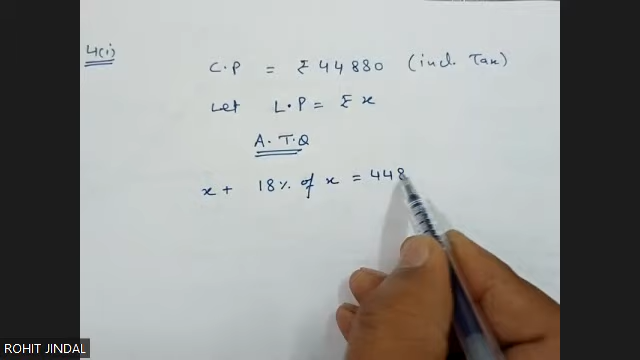 4(i)
C.P = ₹ 44880 (incl. Tax)
Let L.P = ₹ x
A.T.Q
x + 18% of x = 448
ROHIT JINDAL